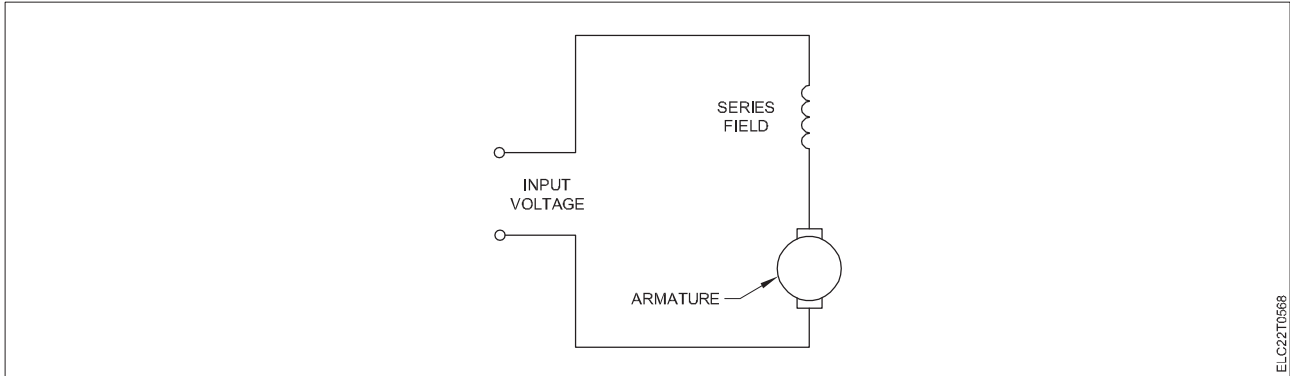 SERIES
FIELD
INPUT
VOLTAGE
ARMATURE
ELC22T0568